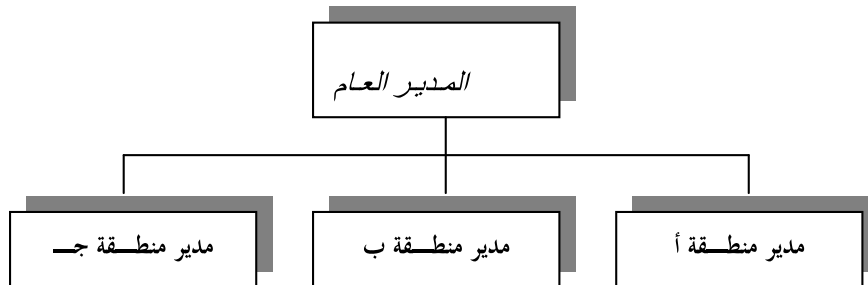 المدير العام
مدير منطقة أ
مدير منطقة ب
مدير منطقة جـ